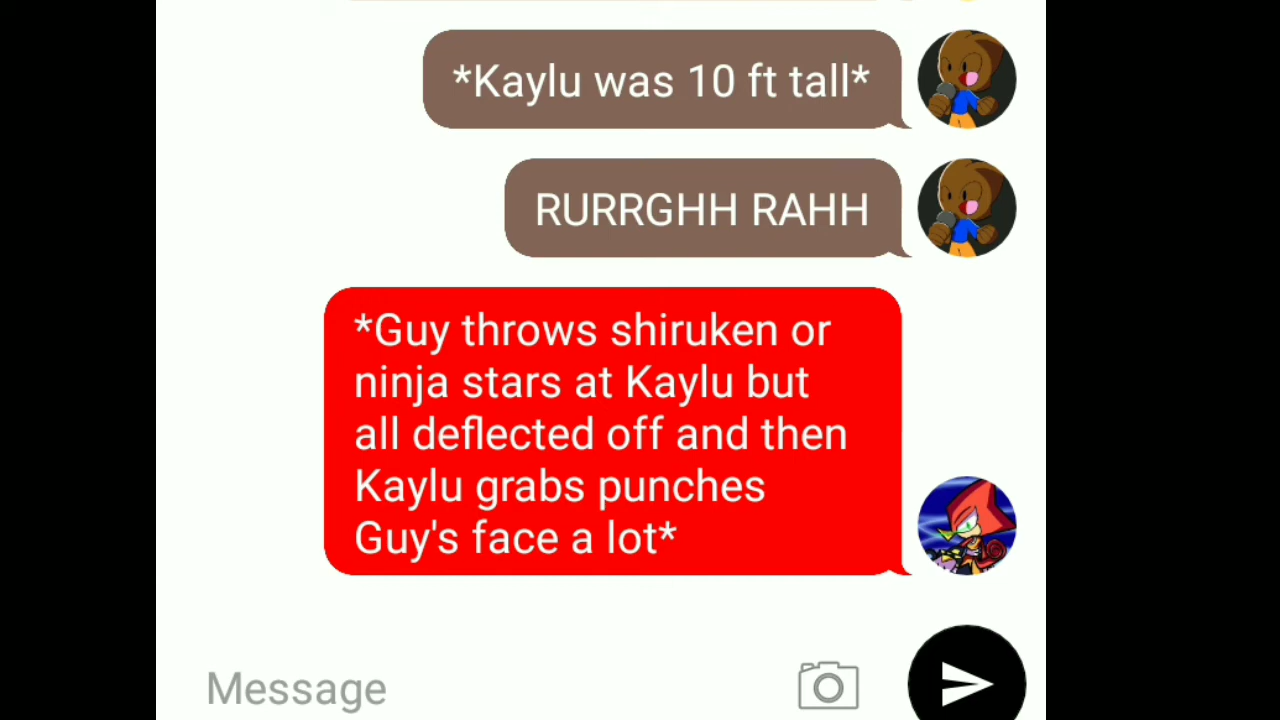 *Kaylu was 10 ft tall*
RURRGHH RAHH
*Guy throws shiruken or
ninja stars at Kaylu but
all deflected off and then
Kaylu grabs punches
Guy's face a lot*
Message